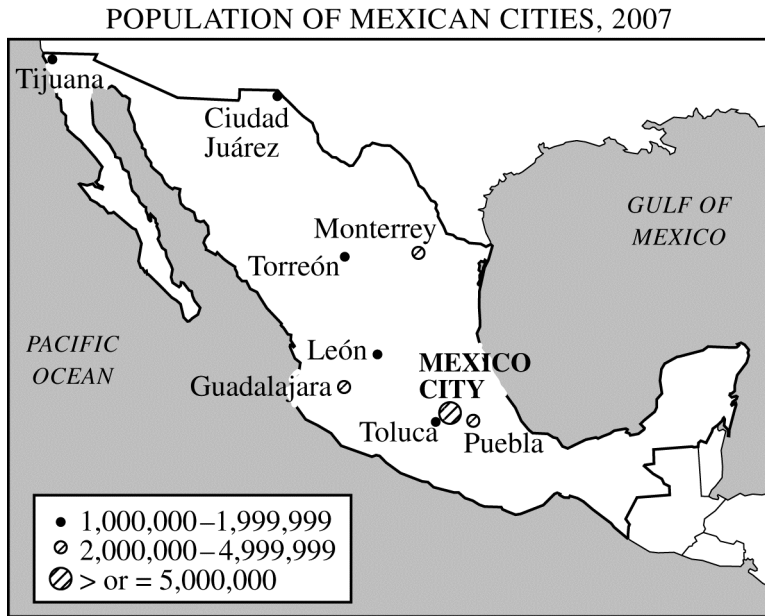 POPULATION OF MEXICAN CITIES, 2007
Tijuana
Ciudad
Juárez
GULF OF
MEXICO
Monterrey
Torreón
PACIFIC
OCEAN
León
MEXICO
CITY
Guadalajara
Toluca
Puebla
1,000,000–1,999,999
2,000,000–4,999,999
> or = 5,000,000